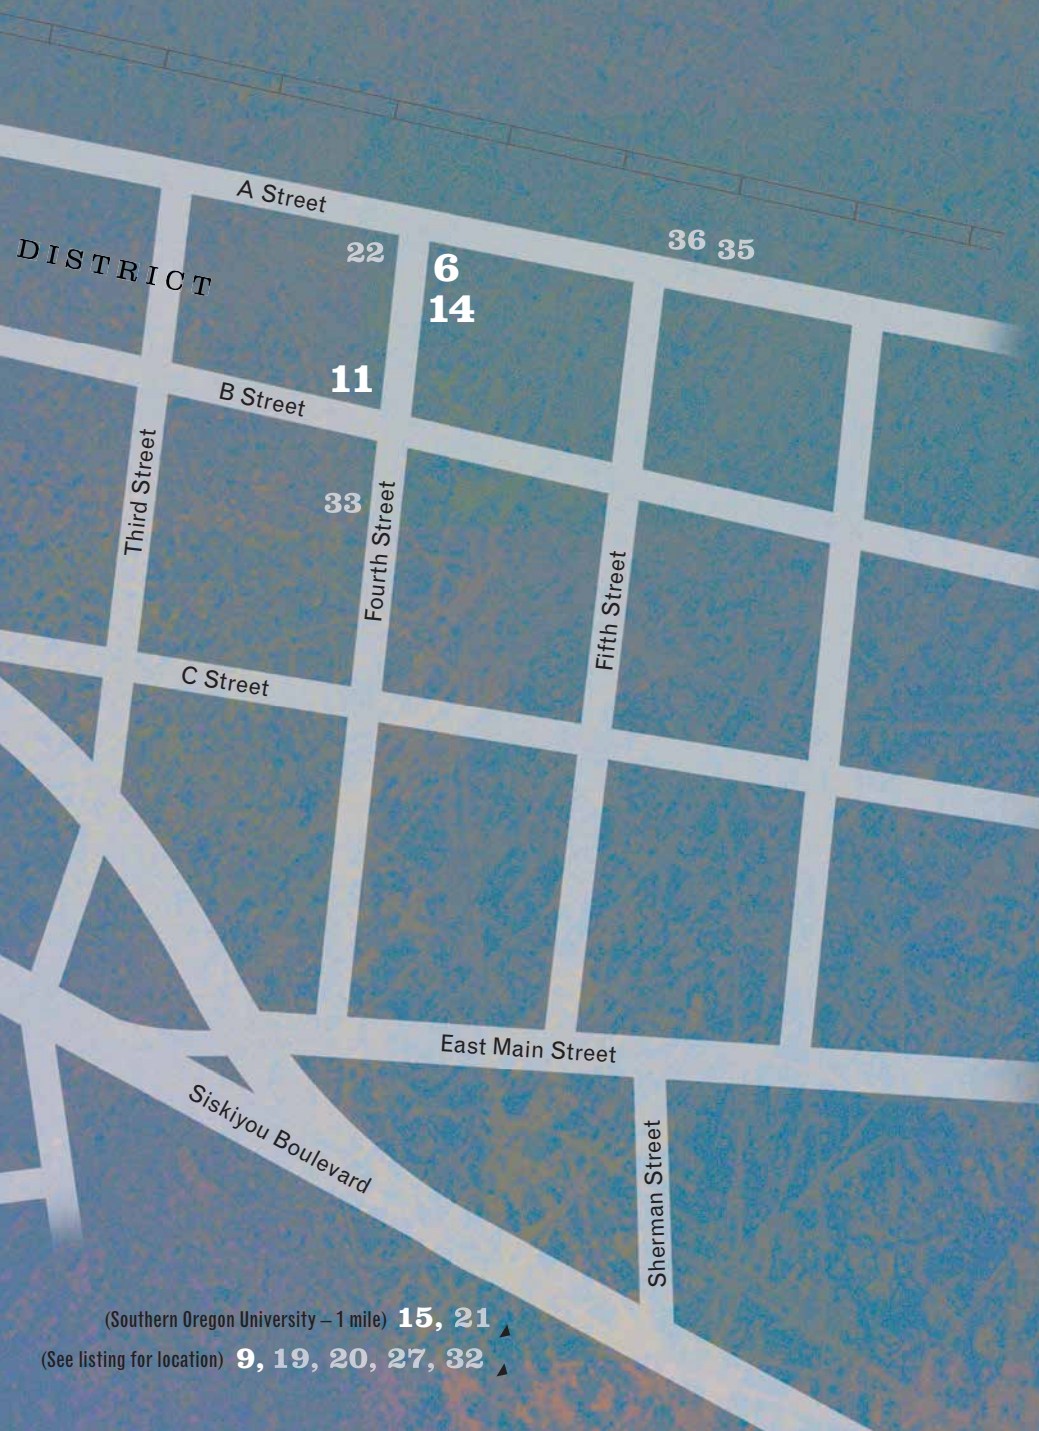 A Street
DISTRICT
22
6
14
36 35
11
B Street
Third Street
33
Fourth Street
Fifth Street
C Street
East Main Street
Siskiyou Boulevard
Sherman Street
(Southern Oregon University – 1 mile) 15, 21
(See listing for location) 9, 19, 20, 27, 32